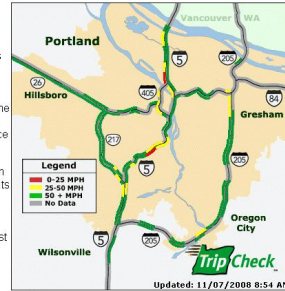 Vancouver WA
Portland
5
205
26
405
84
Hillsboro
Gresham
217
Legend
0-25 MPH
25-50 MPH
50 + MPH
No Data
5
205
Oregon
City
Wilsonville
5
205
TripCheck
Updated: 11/07/2008 8:54 AM